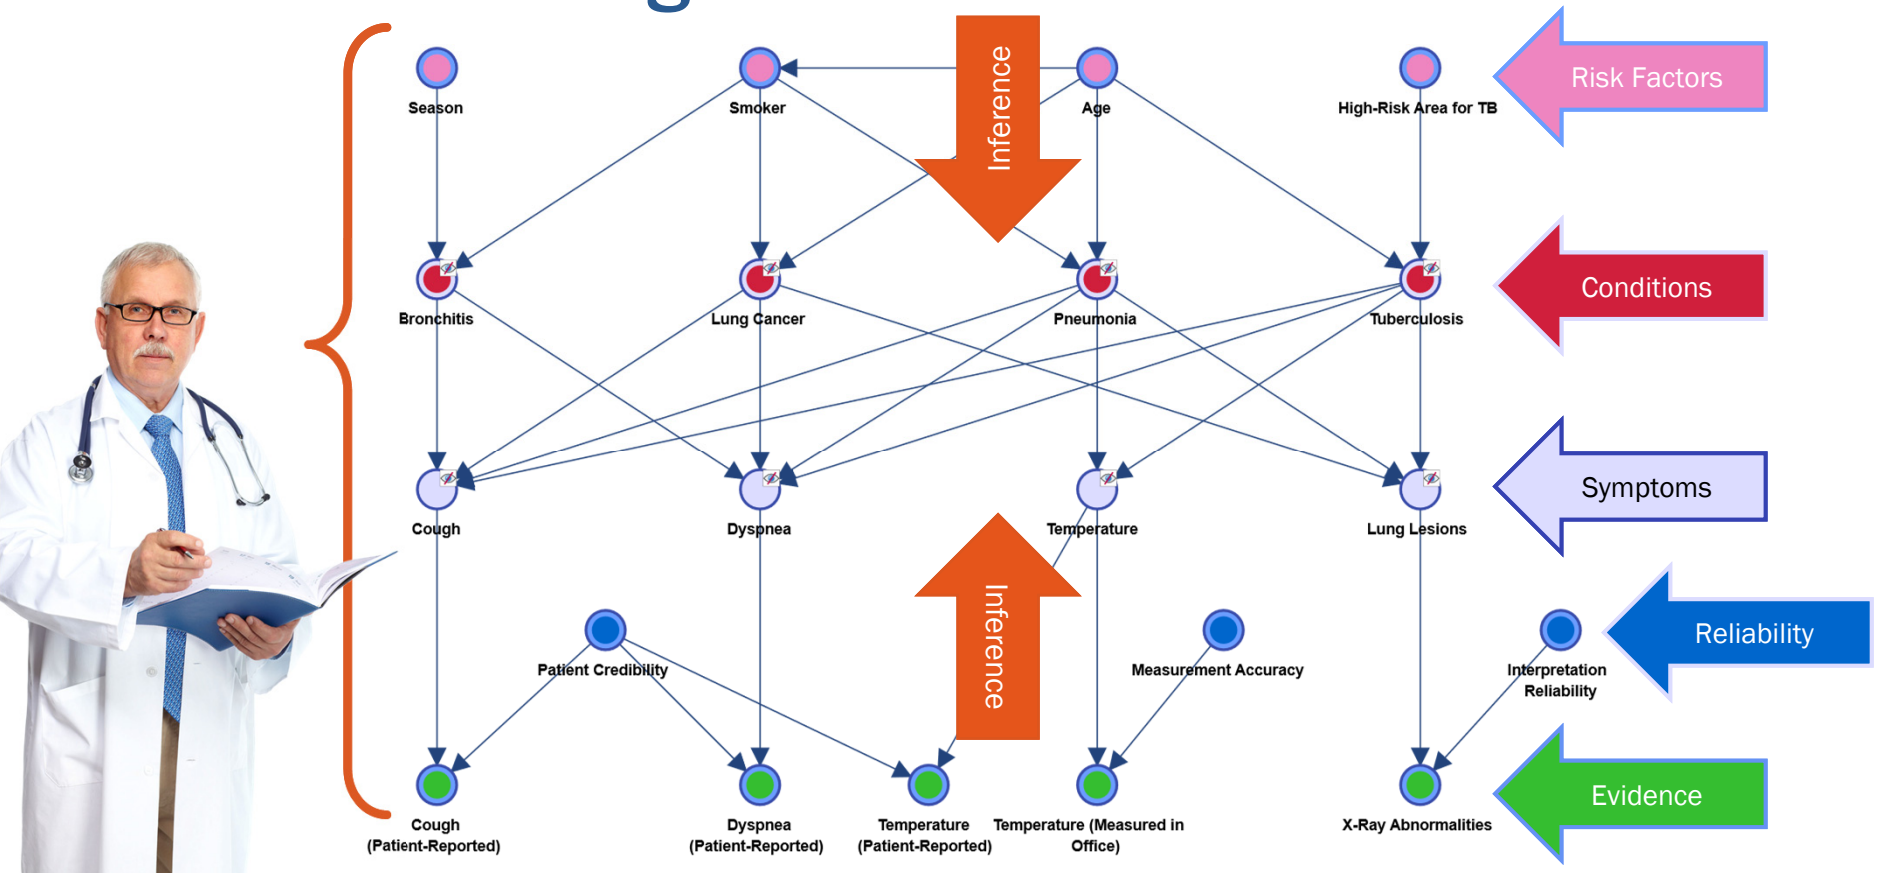 Season
Smoker
Age
High-Risk Area for TB
Risk Factors
Inference
Bronchitis
Lung Cancer
Pneumonia
Tuberculosis
Conditions
Cough
Dyspnea
Temperature
Lung Lesions
Symptoms
Inference
Patient Credibility
Measurement Accuracy
Interpretation
Reliability
Reliability
Cough
(Patient-Reported)
Dyspnea
(Patient-Reported)
Temperature
(Patient-Reported)
Temperature (Measured in
Office)
X-Ray Abnormalities
Evidence